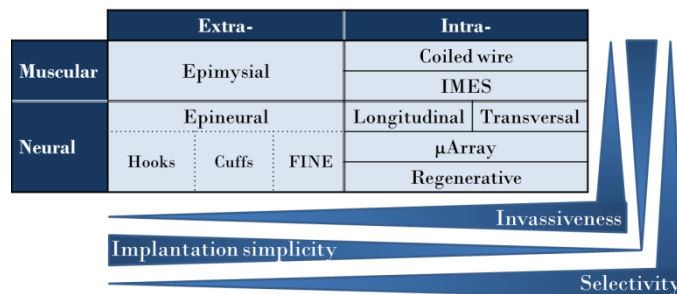 Extra- Intra-
Muscular Epimysial Coiled wire
IMES
Neural Epineural Longitudinal Transversal
Hooks Cuffs FINE µArray
Regenerative
Invassiveness
Implantation simplicity
Selectivity